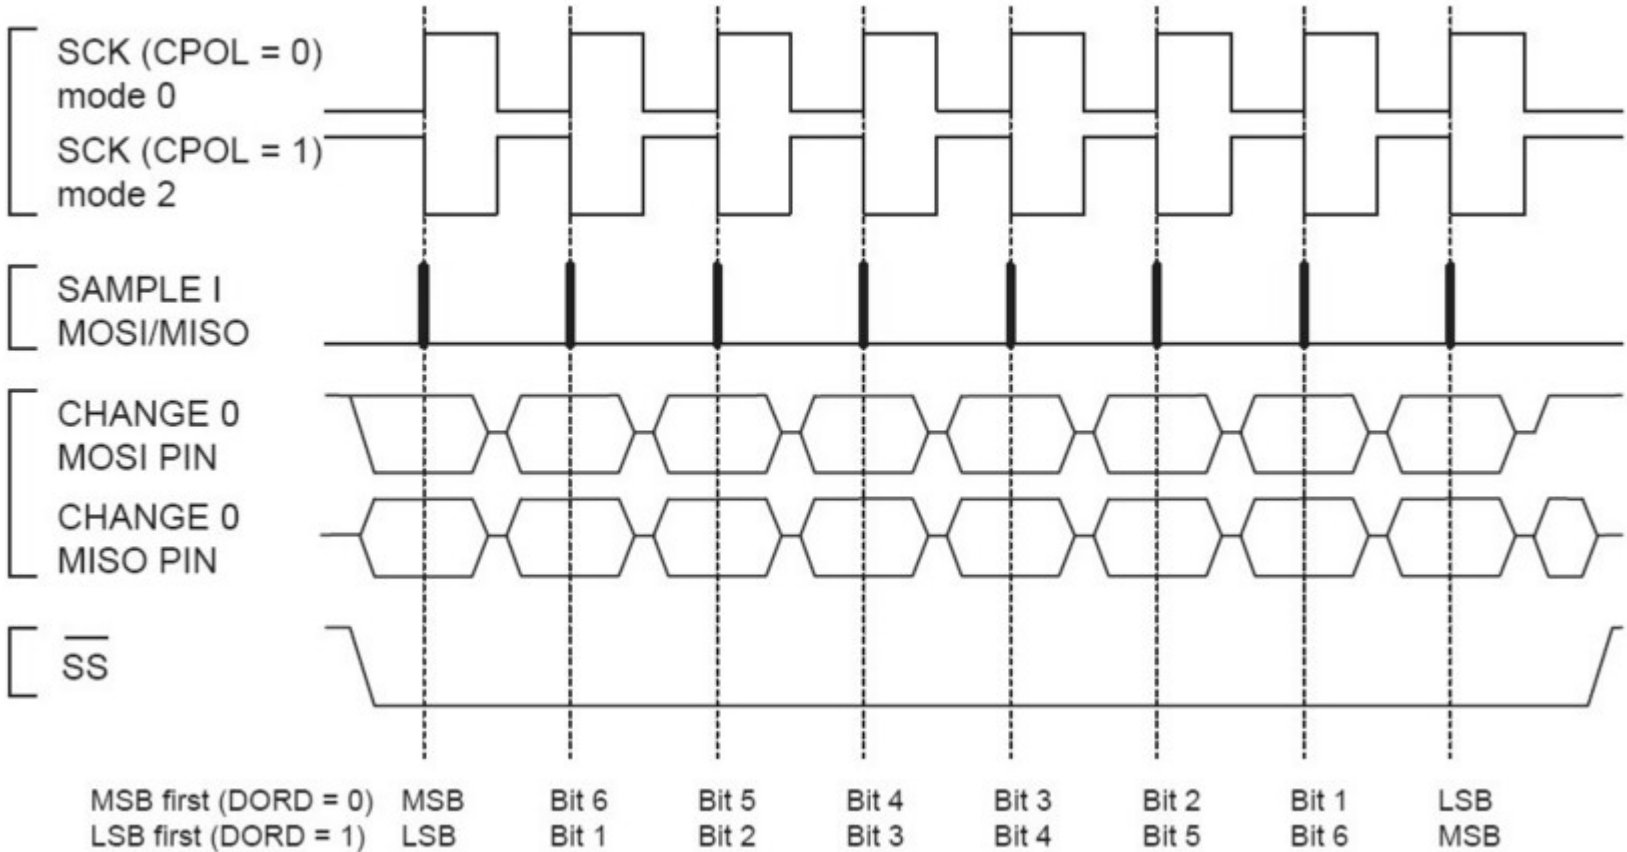 SCK (CPOL = 0)
mode 0
SCK (CPOL = 1)
mode 2
SAMPLE I
MOSI/MISO
CHANGE 0
MOSI PIN
CHANGE 0
MISO PIN
SS
MSB first (DORD = 0) MSB Bit 6 Bit 5 Bit 4 Bit 3 Bit 2 Bit 1 LSB
LSB first (DORD = 1) LSB Bit 1 Bit 2 Bit 3 Bit 4 Bit 5 Bit 6 MSB